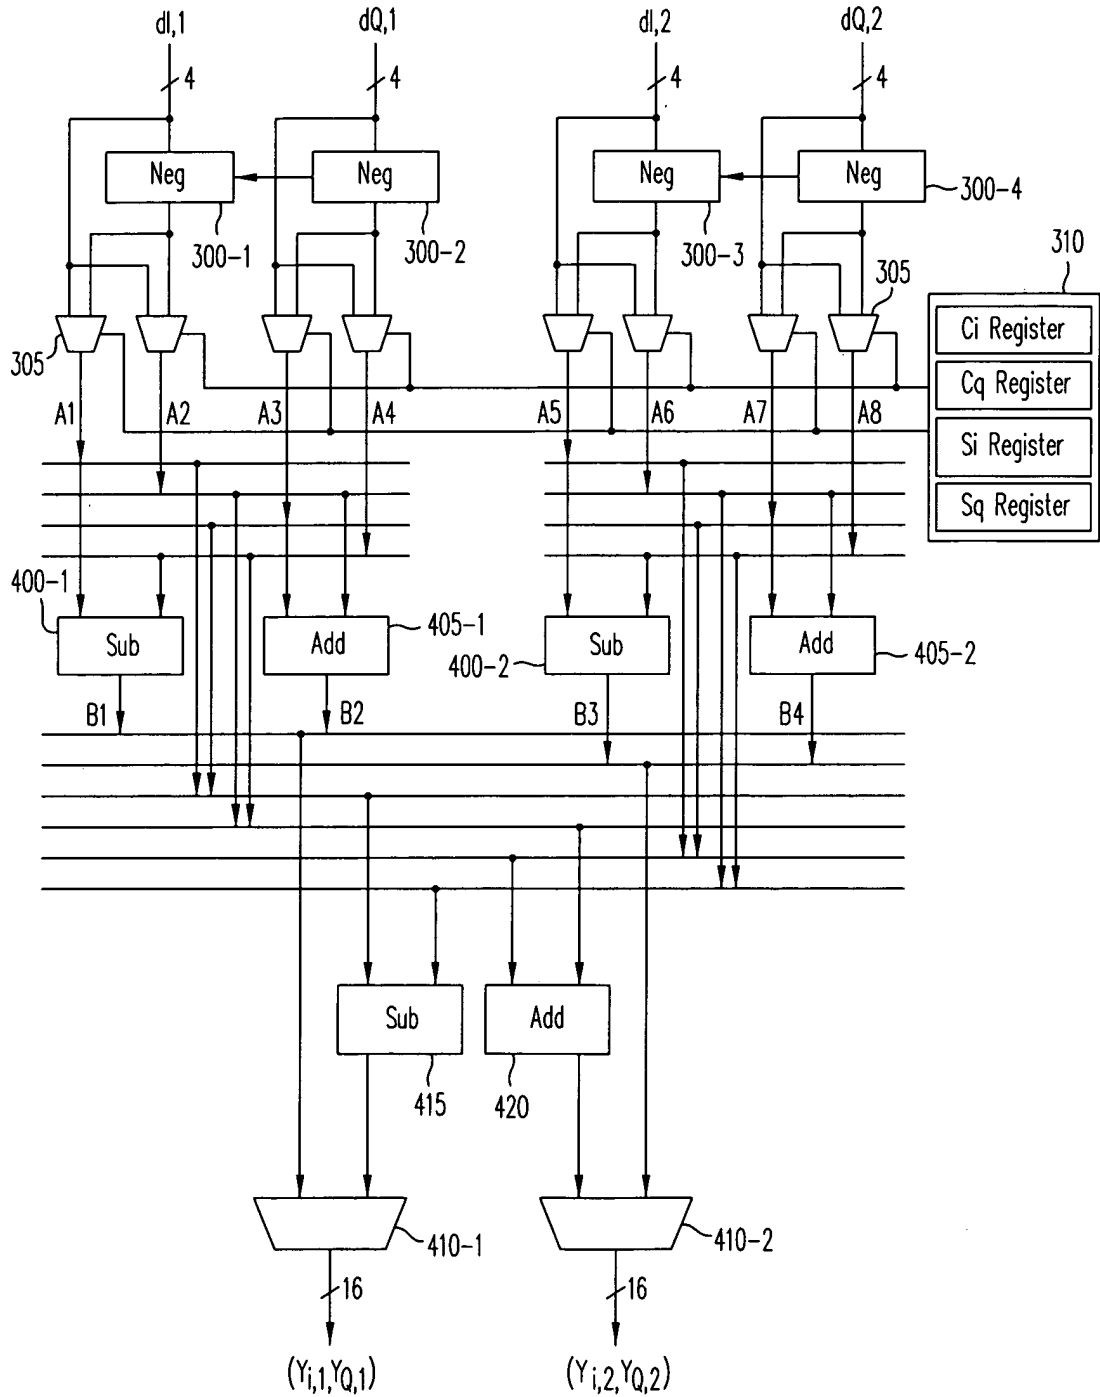 dI,1 dQ,1 dI,2 dQ,2
4 4 4 4
Neg Neg Neg Neg
300-1 300-2 300-3 300-4
310
305 305
Ci Register
Cq Register
Si Register
Sq Register
A1 A2 A3 A4 A5 A6 A7 A8
400-1 405-1 400-2 405-2
Sub Add Sub Add
B1 B2 B3 B4
Sub Add
415 420
410-1 410-2
16 16
(Yi,1,YQ,1) (Yi,2,YQ,2)